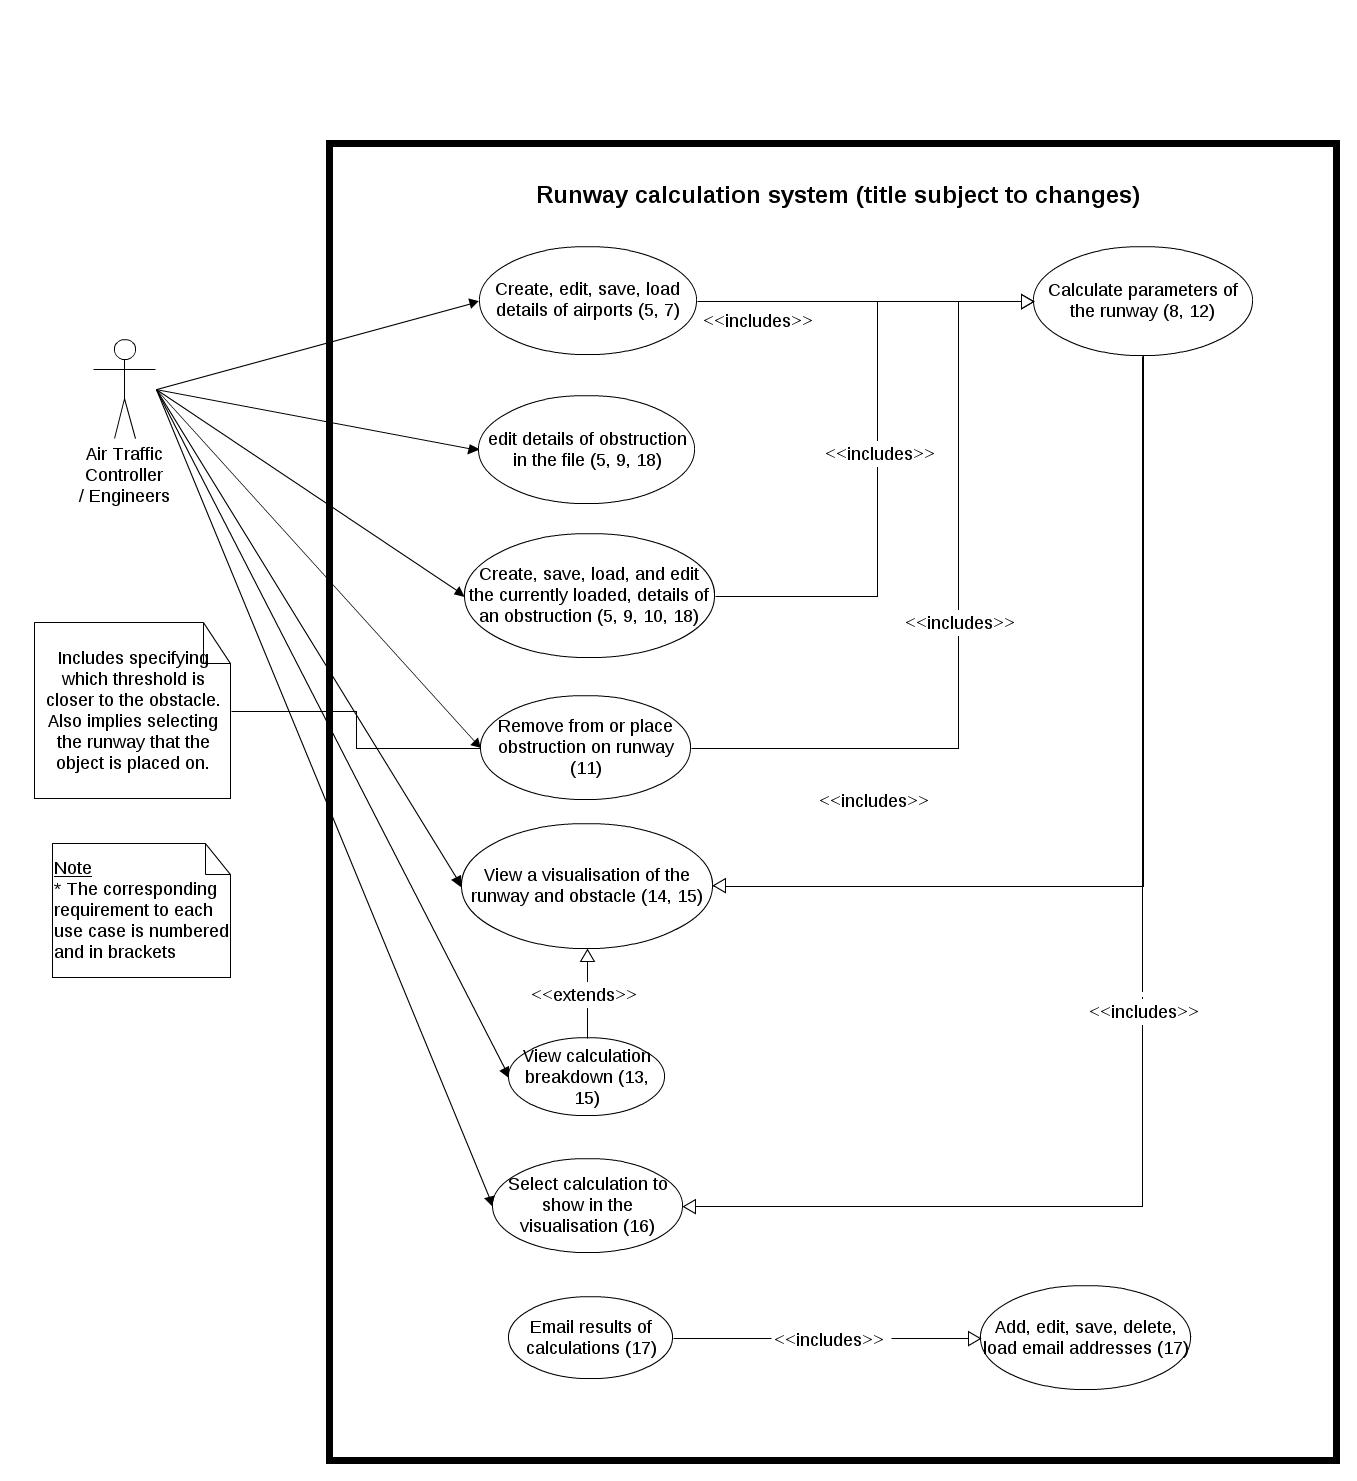 Runway calculation system (title subject to changes)
Create, edit, save, load
details of airports (5, 7)
<<includes>>
Calculate parameters of
the runway (8, 12)
Air Traffic
Controller
/ Engineers
edit details of obstruction
in the file (5, 9, 18)
<<includes>>
Create, save, load, and edit
the currently loaded, details of
an obstruction (5, 9, 10, 18)
<<includes>>
Includes specifying
which threshold is
closer to the obstacle.
Also implies selecting
the runway that the
object is placed on.
Remove from or place
obstruction on runway
(11)
<<includes>>
Note
* The corresponding
requirement to each
use case is numbered
and in brackets
View a visualisation of the
runway and obstacle (14, 15)
<<extends>>
<<includes>>
View calculation
breakdown (13,
15)
Select calculation to
show in the
visualisation (16)
Email results of
calculations (17)
<<includes>>
Add, edit, save, delete,
load email addresses (17)